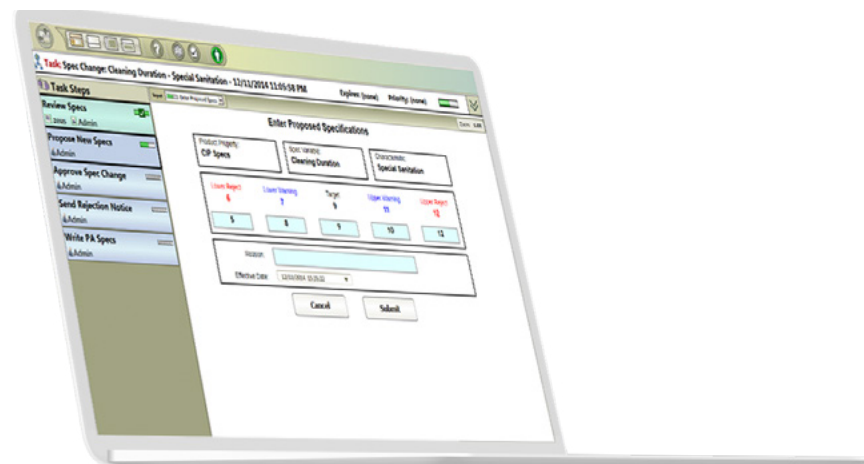 Task: Spec Change: Cleaning Duration - Special Sanitation - 12/11/2014 11:05:58 PM
Expires: (none) Priority: (none)
Task Steps
Review Specs
Admin
Propose New Specs
Admin
Approve Spec Change
Admin
Send Rejection Notice
Admin
Write PA Specs
Admin
Enter Proposed Specifications
Product Property:
CIP Specs
Spec Variable:
Cleaning Duration
Characteristic:
Special Sanitation
Lower Reject
6
Lower Warning
7
Target
9
Upper Warning
11
Upper Reject
12
5
8
9
10
Reason:
Effective Date:
Cancel
Submit